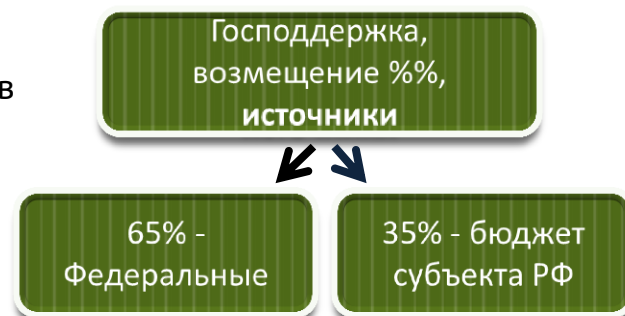 Господдержка,
возмещение %%,
в
источники
65% -
Федеральные
35% - бюджет
субъекта РФ